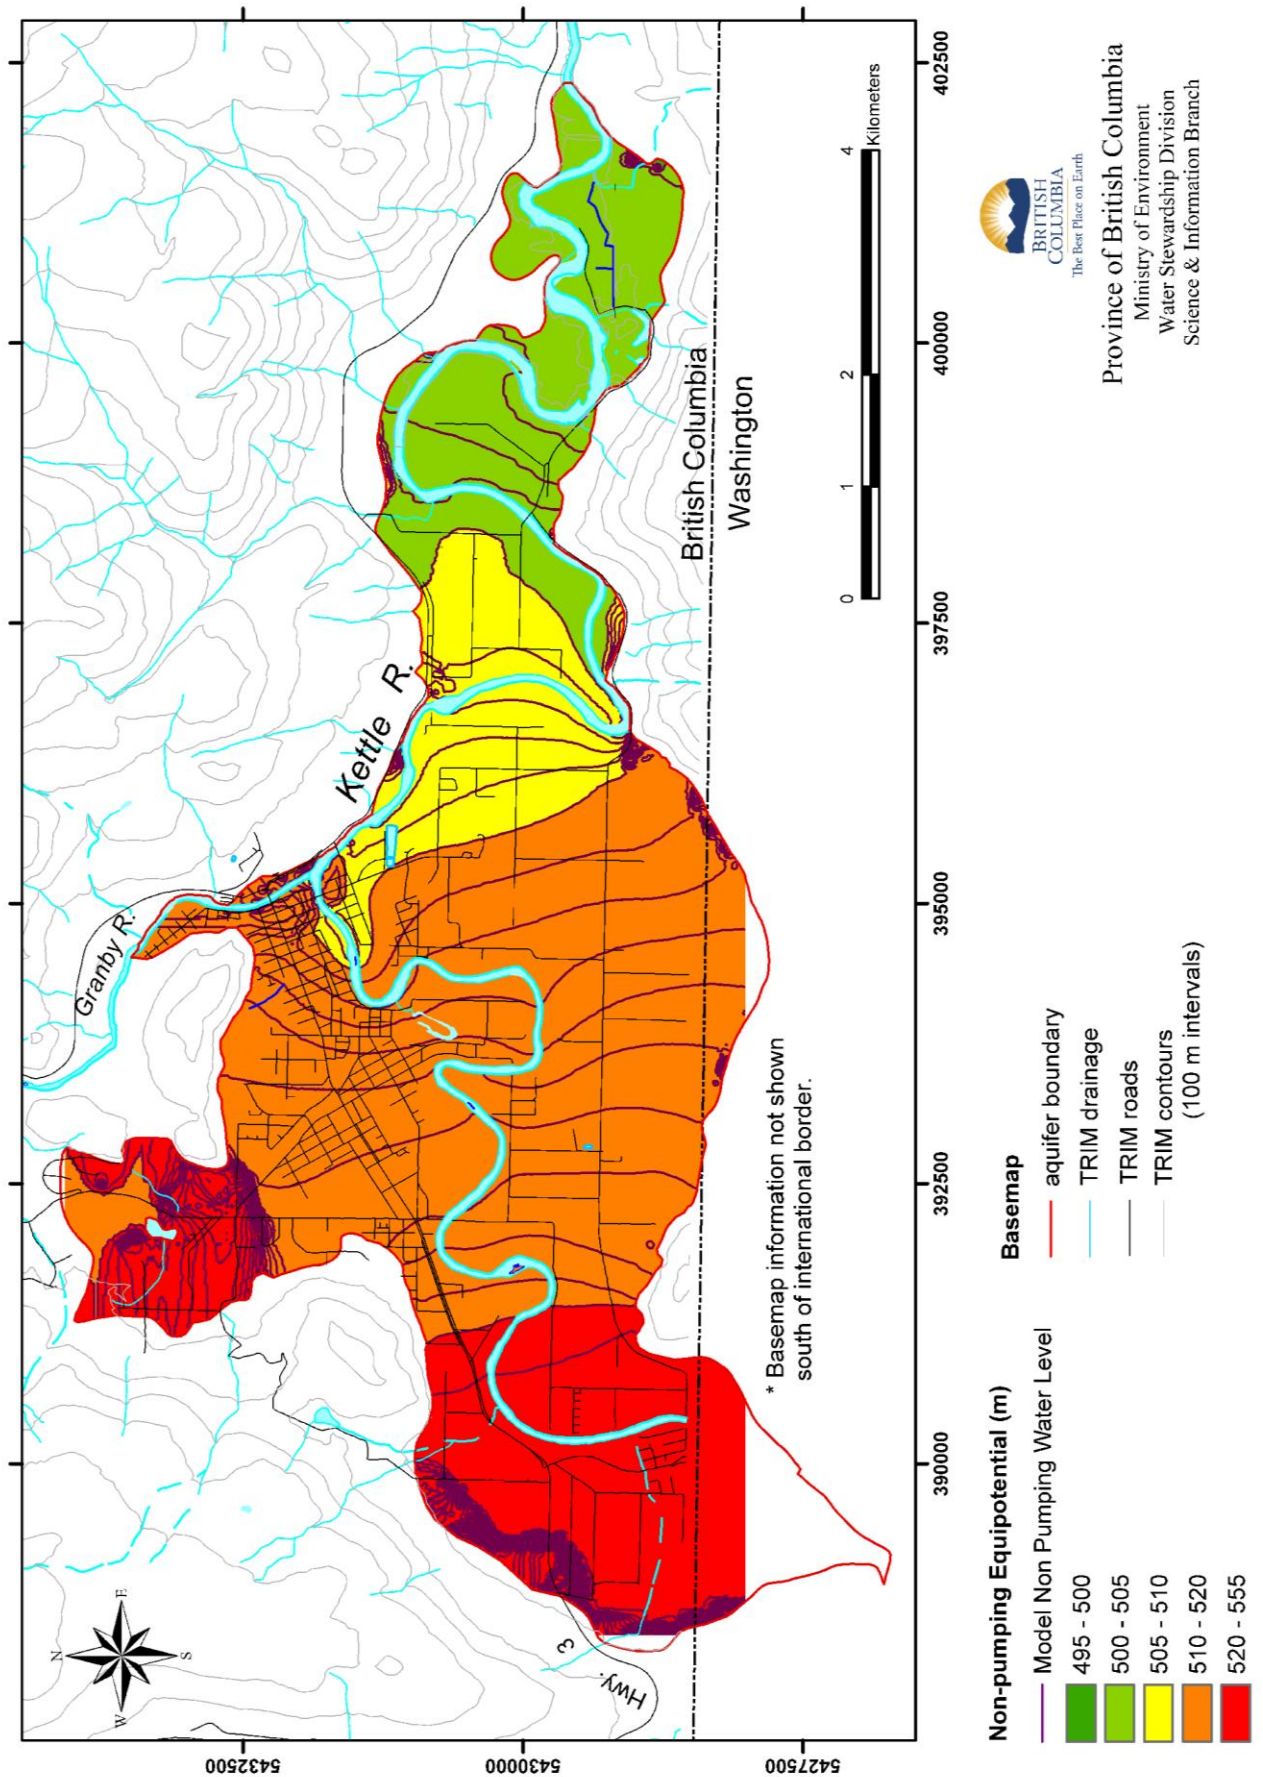 N
E
S
W
Granby R.
Kettle R.
Hwy. 3
British Columbia
Washington
* Basemap information not shown
south of international border.
0 1 2 4
Kilometers
5432500
5430000
5427500
390000
392500
395000
397500
400000
402500
Non-pumping Equipotential (m)
Model Non Pumping Water Level
495 - 500
500 - 505
505 - 510
510 - 520
520 - 555
Basemap
aquifer boundary
TRIM drainage
TRIM roads
TRIM contours
(100 m intervals)
BRITISH
COLUMBIA
The Best Place on Earth
Province of British Columbia
Ministry of Environment
Water Stewardship Division
Science & Information Branch